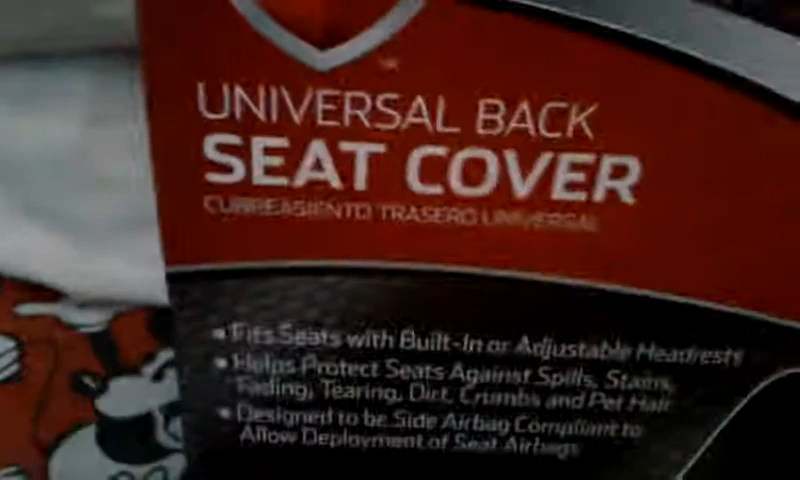 UNIVERSAL BACK
SEAT COVER
CUBREASIENTO TRASERO UNIVERSAL
• Fits Seats with Built-In or Adjustable Headrests
• Helps Protect Seats Against Spills, Stains,
Fading, Tearing, Dirt, Crumbs and Pet Hair
• Designed to be Side Airbag Compliant to
Allow Deployment of Seat Airbags